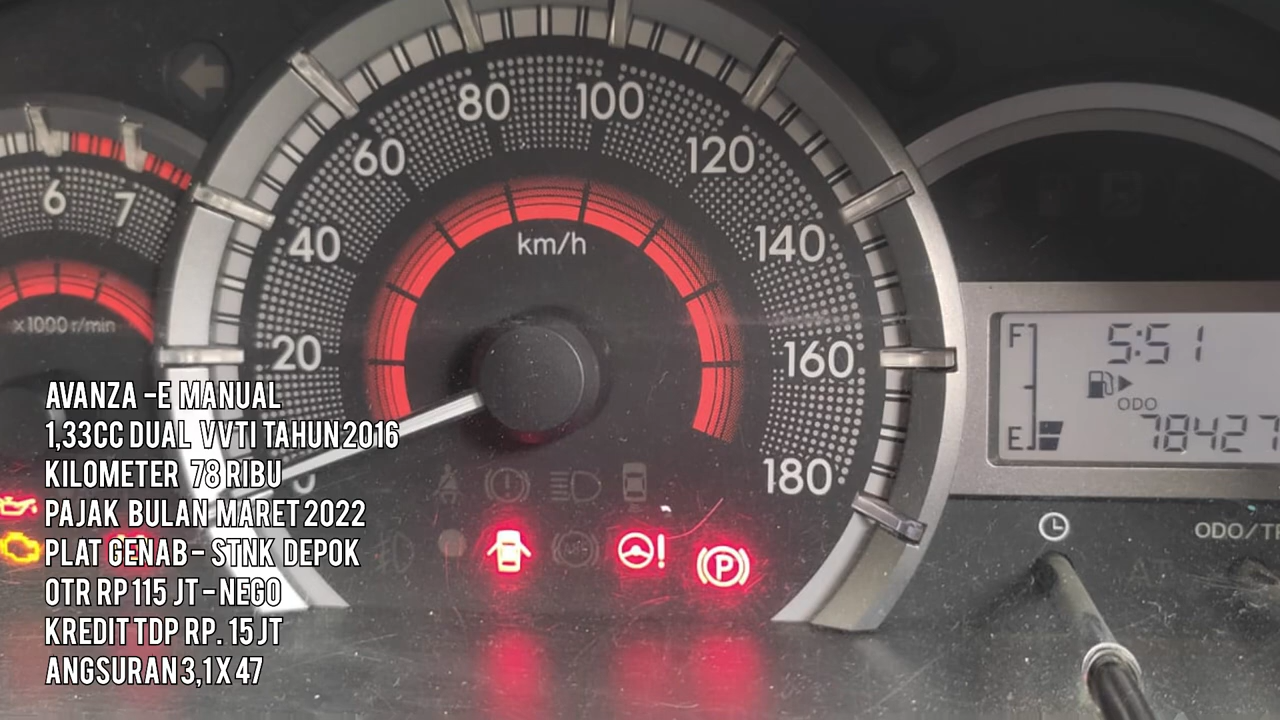 80
100
60
120
6
7
40
140
km/h
x1000 r/min
20
160
180
F
5:51
ODO
E
78427
P
ODO/TR
AVANZA -E MANUAL
1,33CC DUAL VVTI TAHUN 2016
KILOMETER 78 RIBU
PAJAK BULAN MARET 2022
PLAT GENAB - STNK DEPOK
OTR RP 115 JT - NEGO
KREDIT TDP RP. 15 JT
ANGSURAN 3,1 X 47